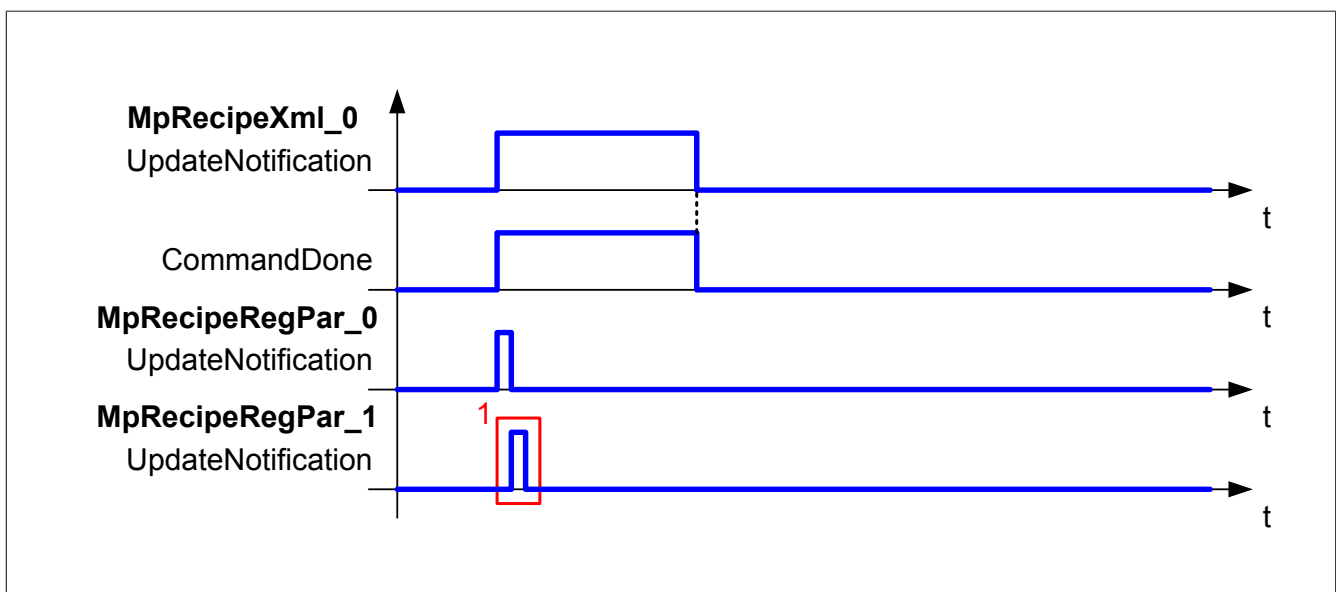 MpRecipeXml_0
UpdateNotification
t
CommandDone
t
MpRecipeRegPar_0
UpdateNotification
t
MpRecipeRegPar_1
1
UpdateNotification
t